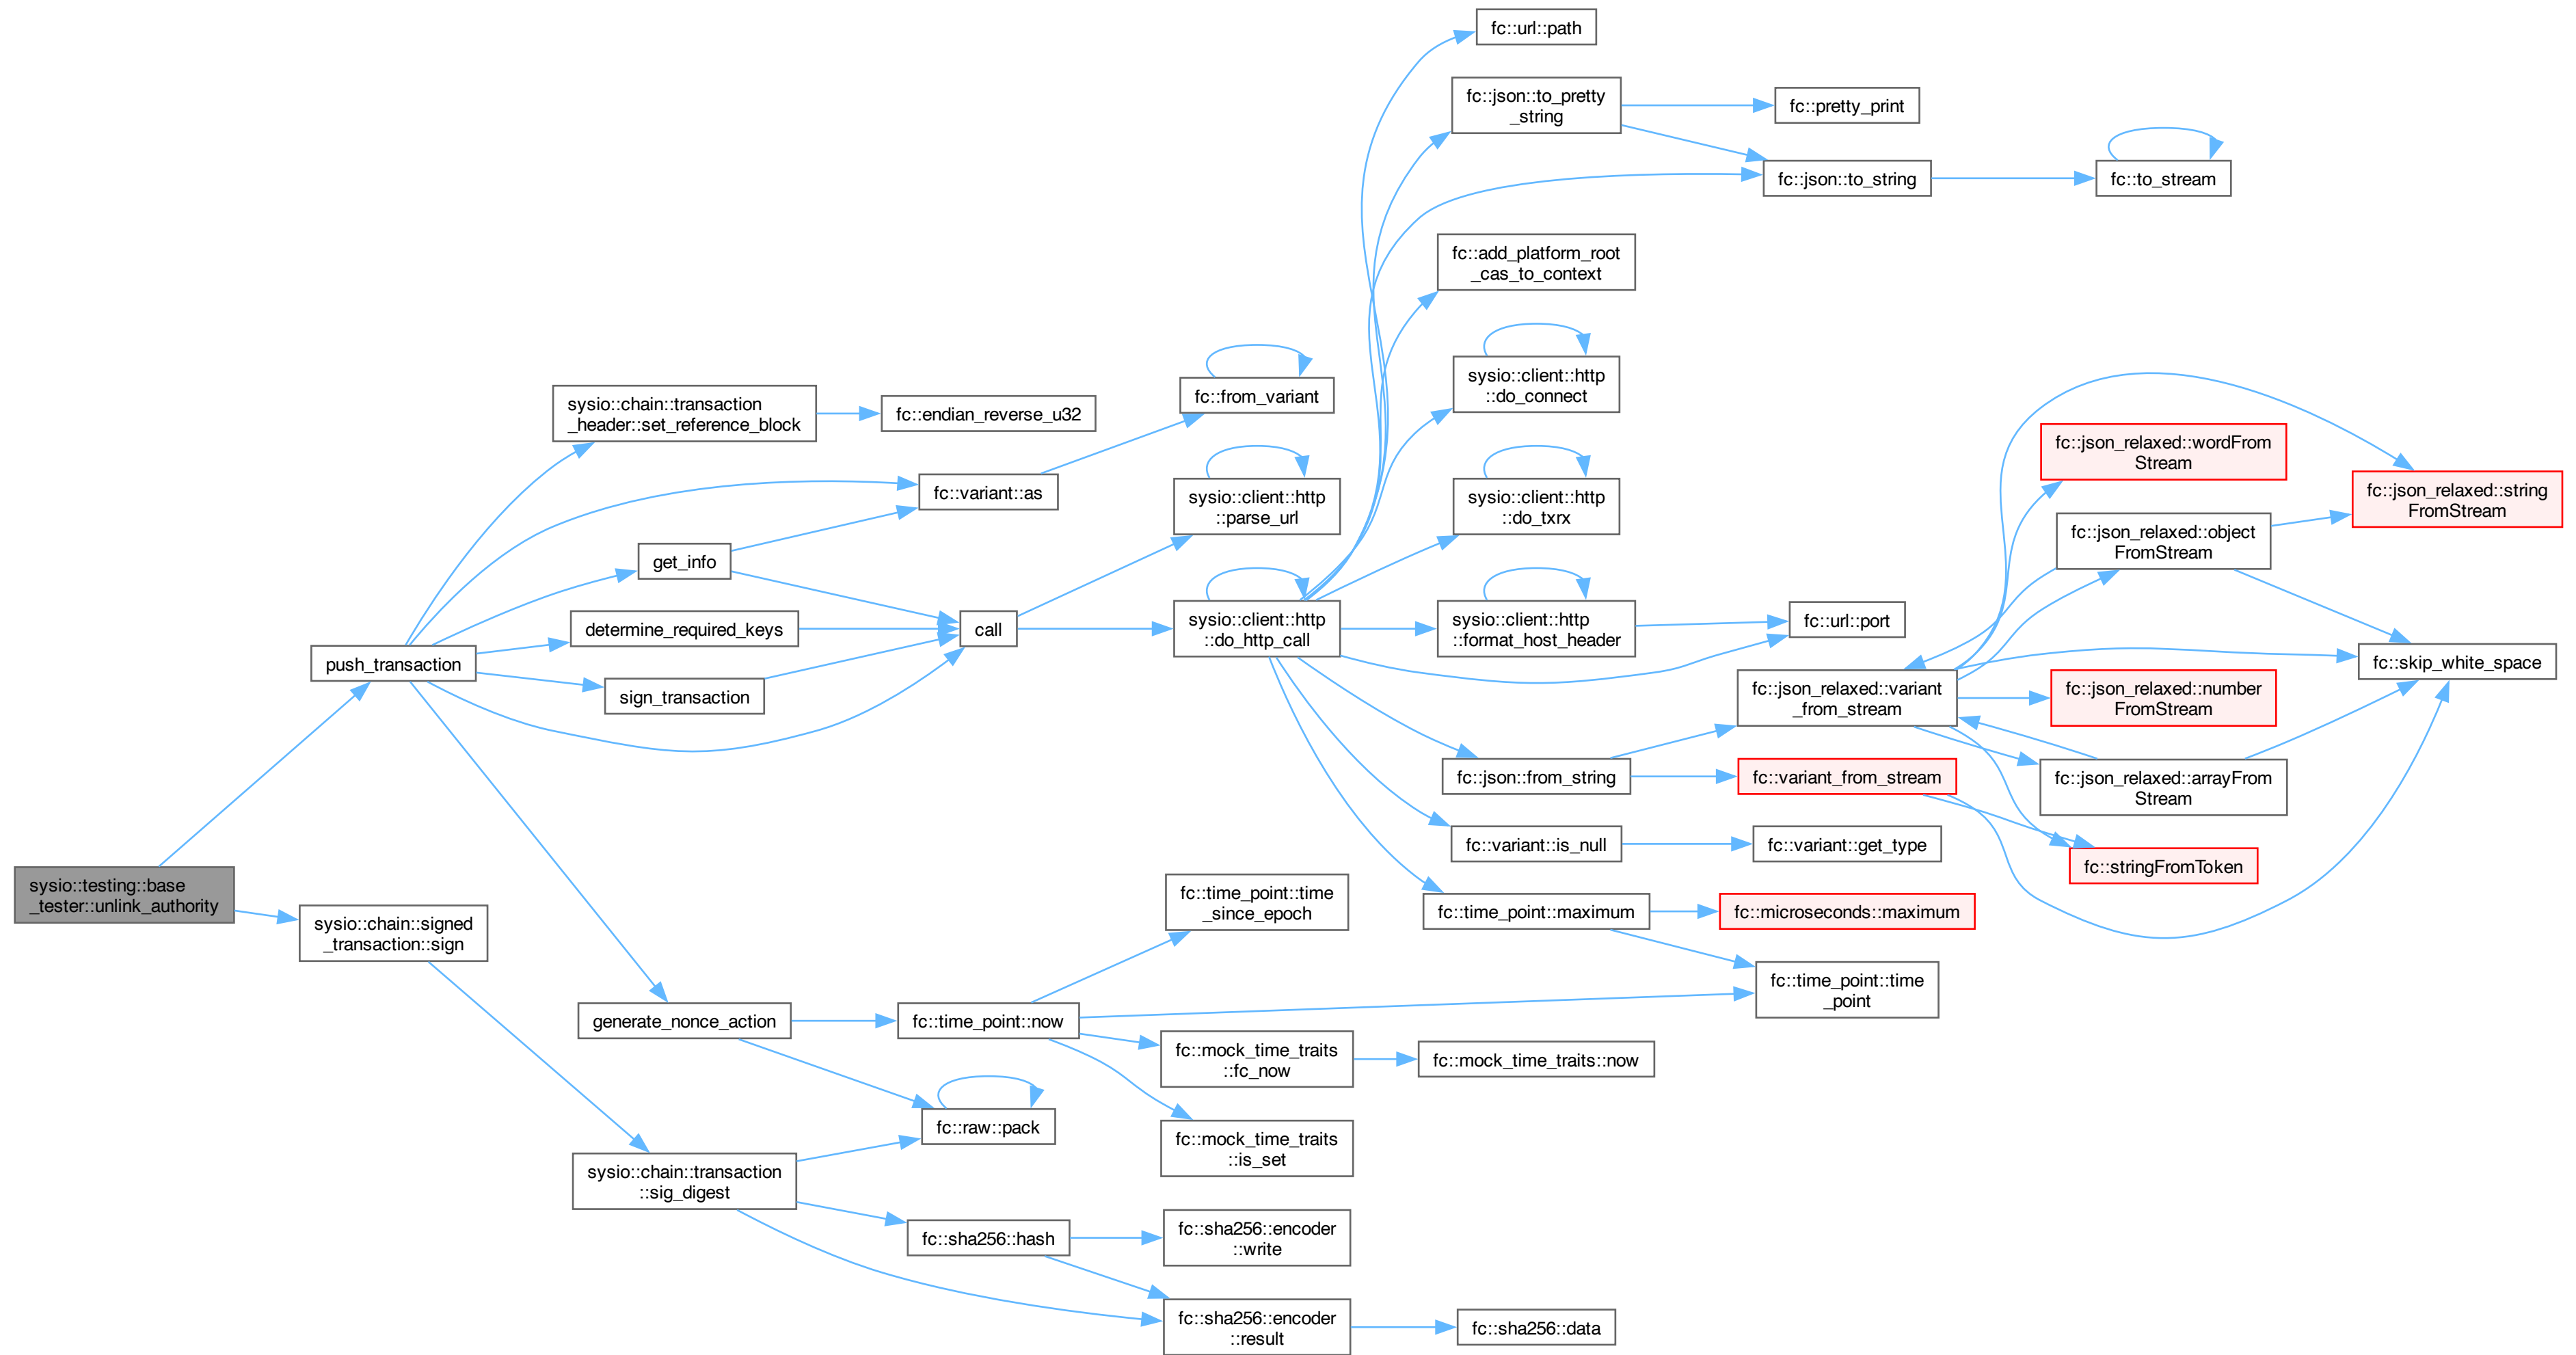 fc::url::path
fc::json::to_pretty
_string
fc::pretty_print
fc::json::to_string
fc::to_stream
fc::add_platform_root
_cas_to_context
sysio::client::http
::do_connect
fc::from_variant
sysio::chain::transaction
_header::set_reference_block
fc::endian_reverse_u32
fc::variant::as
sysio::client::http
::parse_url
sysio::client::http
::do_txrx
fc::json_relaxed::wordFrom
Stream
fc::json_relaxed::string
FromStream
fc::json_relaxed::object
FromStream
get_info
determine_required_keys
call
sysio::client::http
::do_http_call
sysio::client::http
::format_host_header
fc::url::port
push_transaction
sign_transaction
fc::json_relaxed::variant
_from_stream
fc::json_relaxed::number
FromStream
fc::skip_white_space
fc::json::from_string
fc::variant_from_stream
fc::json_relaxed::arrayFrom
Stream
fc::variant::is_null
fc::variant::get_type
fc::stringFromToken
sysio::testing::base
_tester::unlink_authority
sysio::chain::signed
_transaction::sign
fc::time_point::time
_since_epoch
fc::time_point::maximum
fc::microseconds::maximum
fc::time_point::time
_point
generate_nonce_action
fc::time_point::now
fc::mock_time_traits
::fc_now
fc::mock_time_traits::now
fc::raw::pack
fc::mock_time_traits
::is_set
sysio::chain::transaction
::sig_digest
fc::sha256::hash
fc::sha256::encoder
::write
fc::sha256::encoder
::result
fc::sha256::data